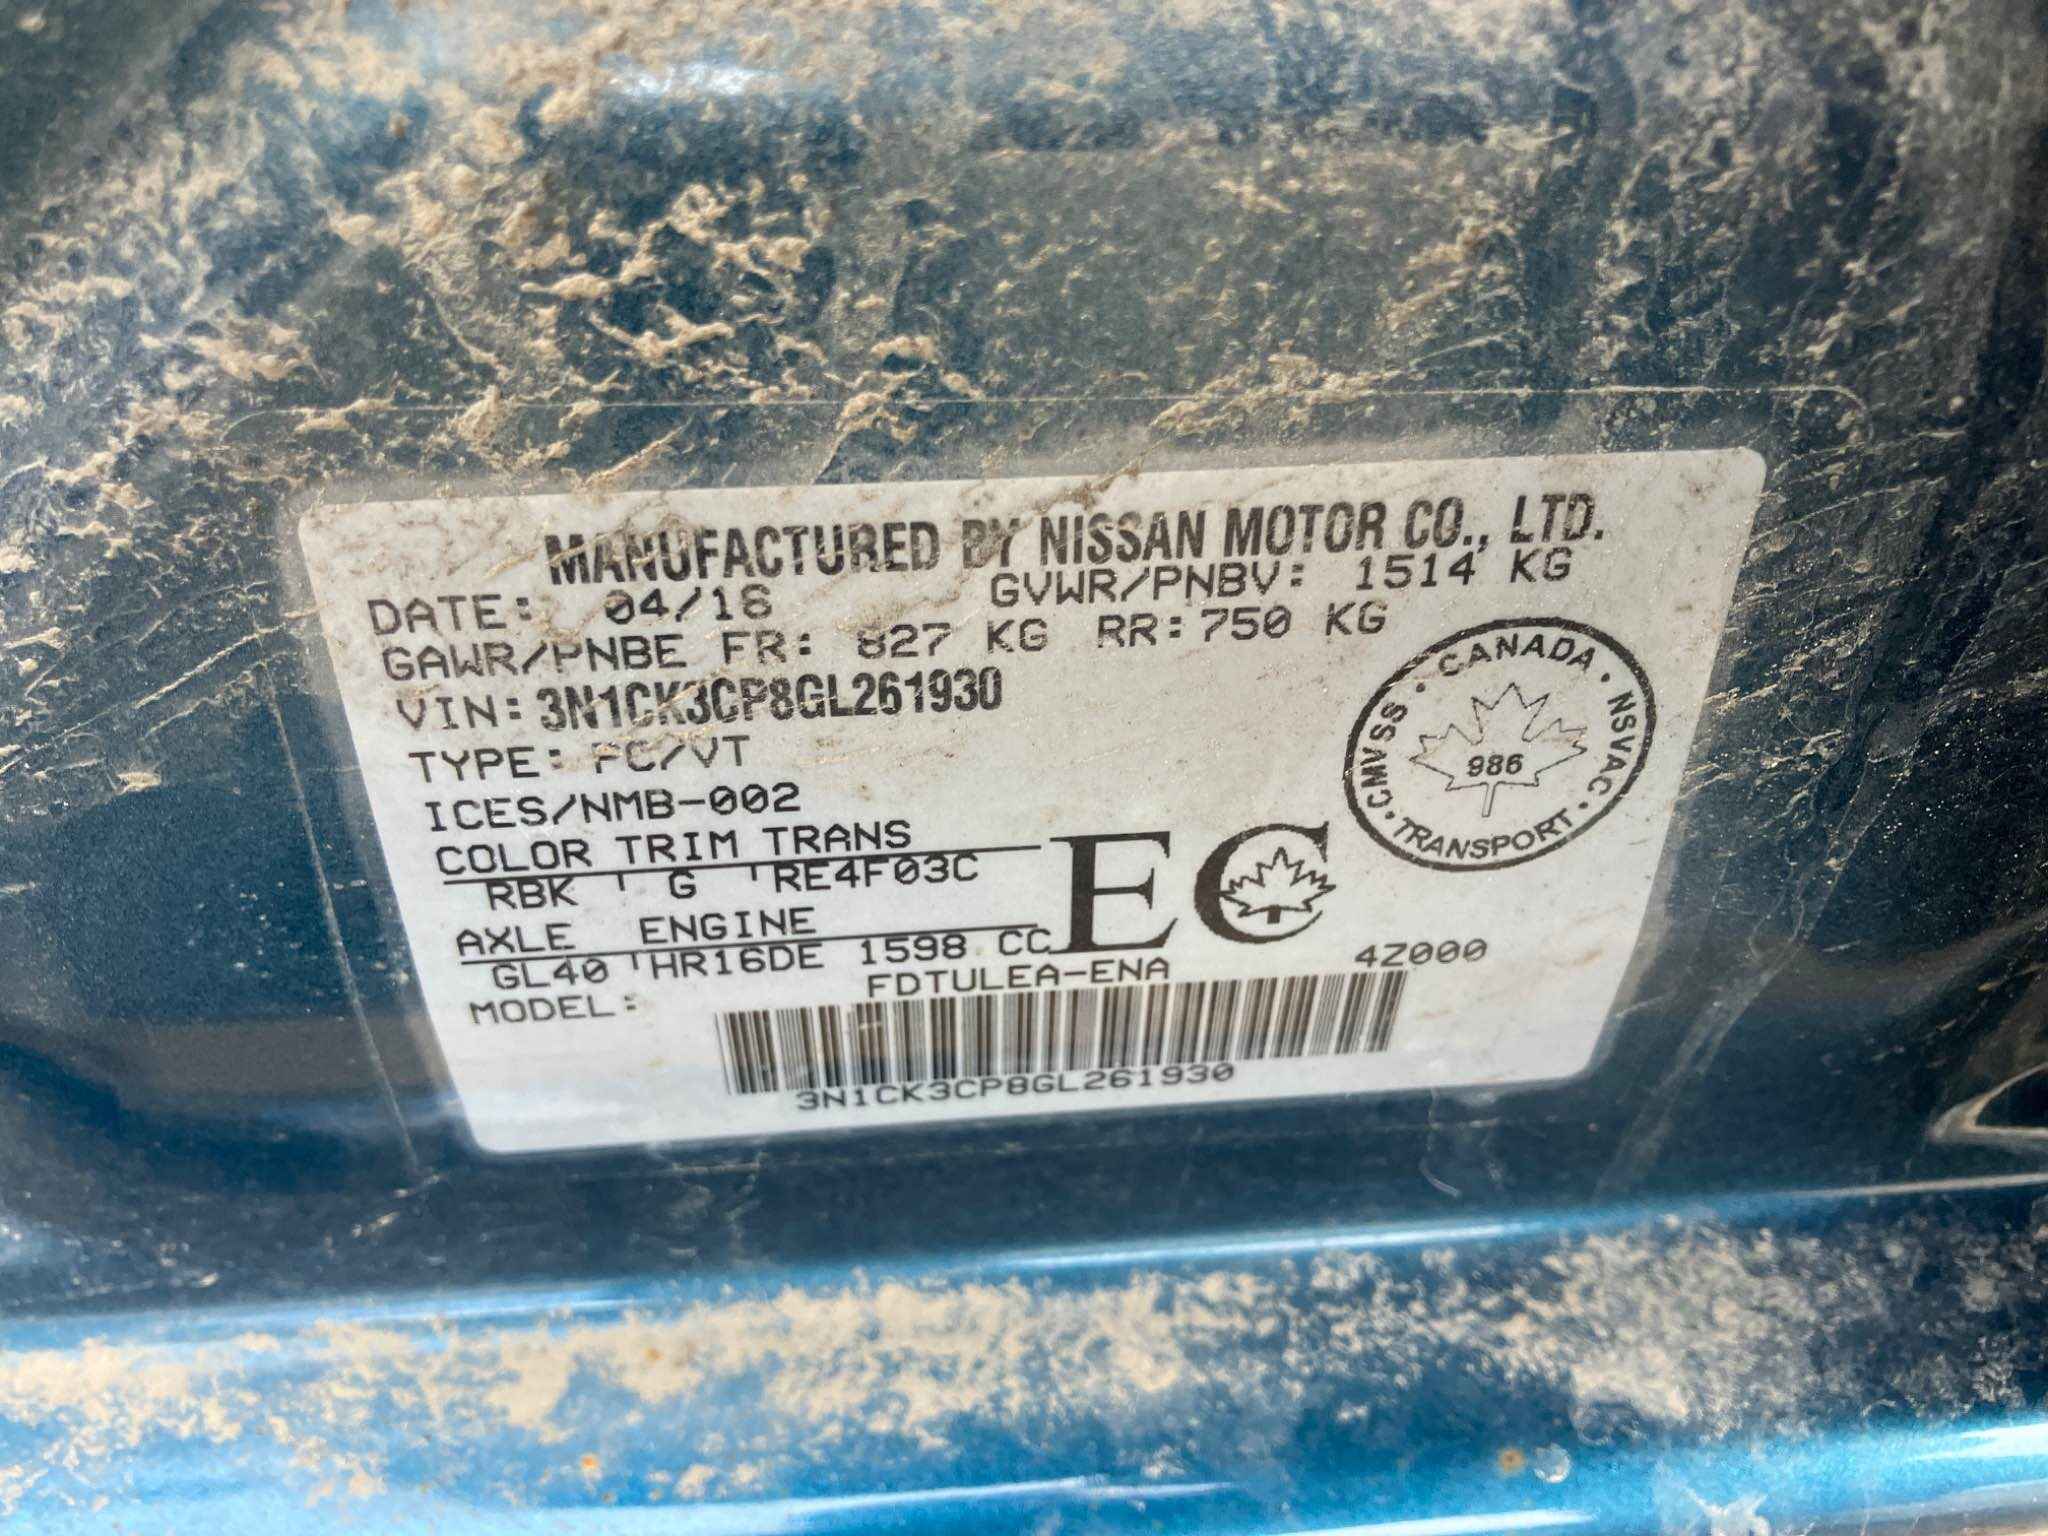 MANUFACTURED BY NISSAN MOTOR CO., LTD.
DATE: 04/16 GVWR/PNBV: 1514 KG
GAWR/PNBE FR: 827 KG RR:750 KG
VIN: 3N1CK3CP8GL261930
TYPE: PC/VT
ICES/NMB-002
COLOR TRIM TRANS
RBK G RE4F03C
AXLE ENGINE
GL40 HR16DE 1598 CC
EC
MODEL: FDTULEA-ENA 4Z000
3N1CK3CP8GL261930
CMVSS · CANADA · NSVAC · TRANSPORT ·
986